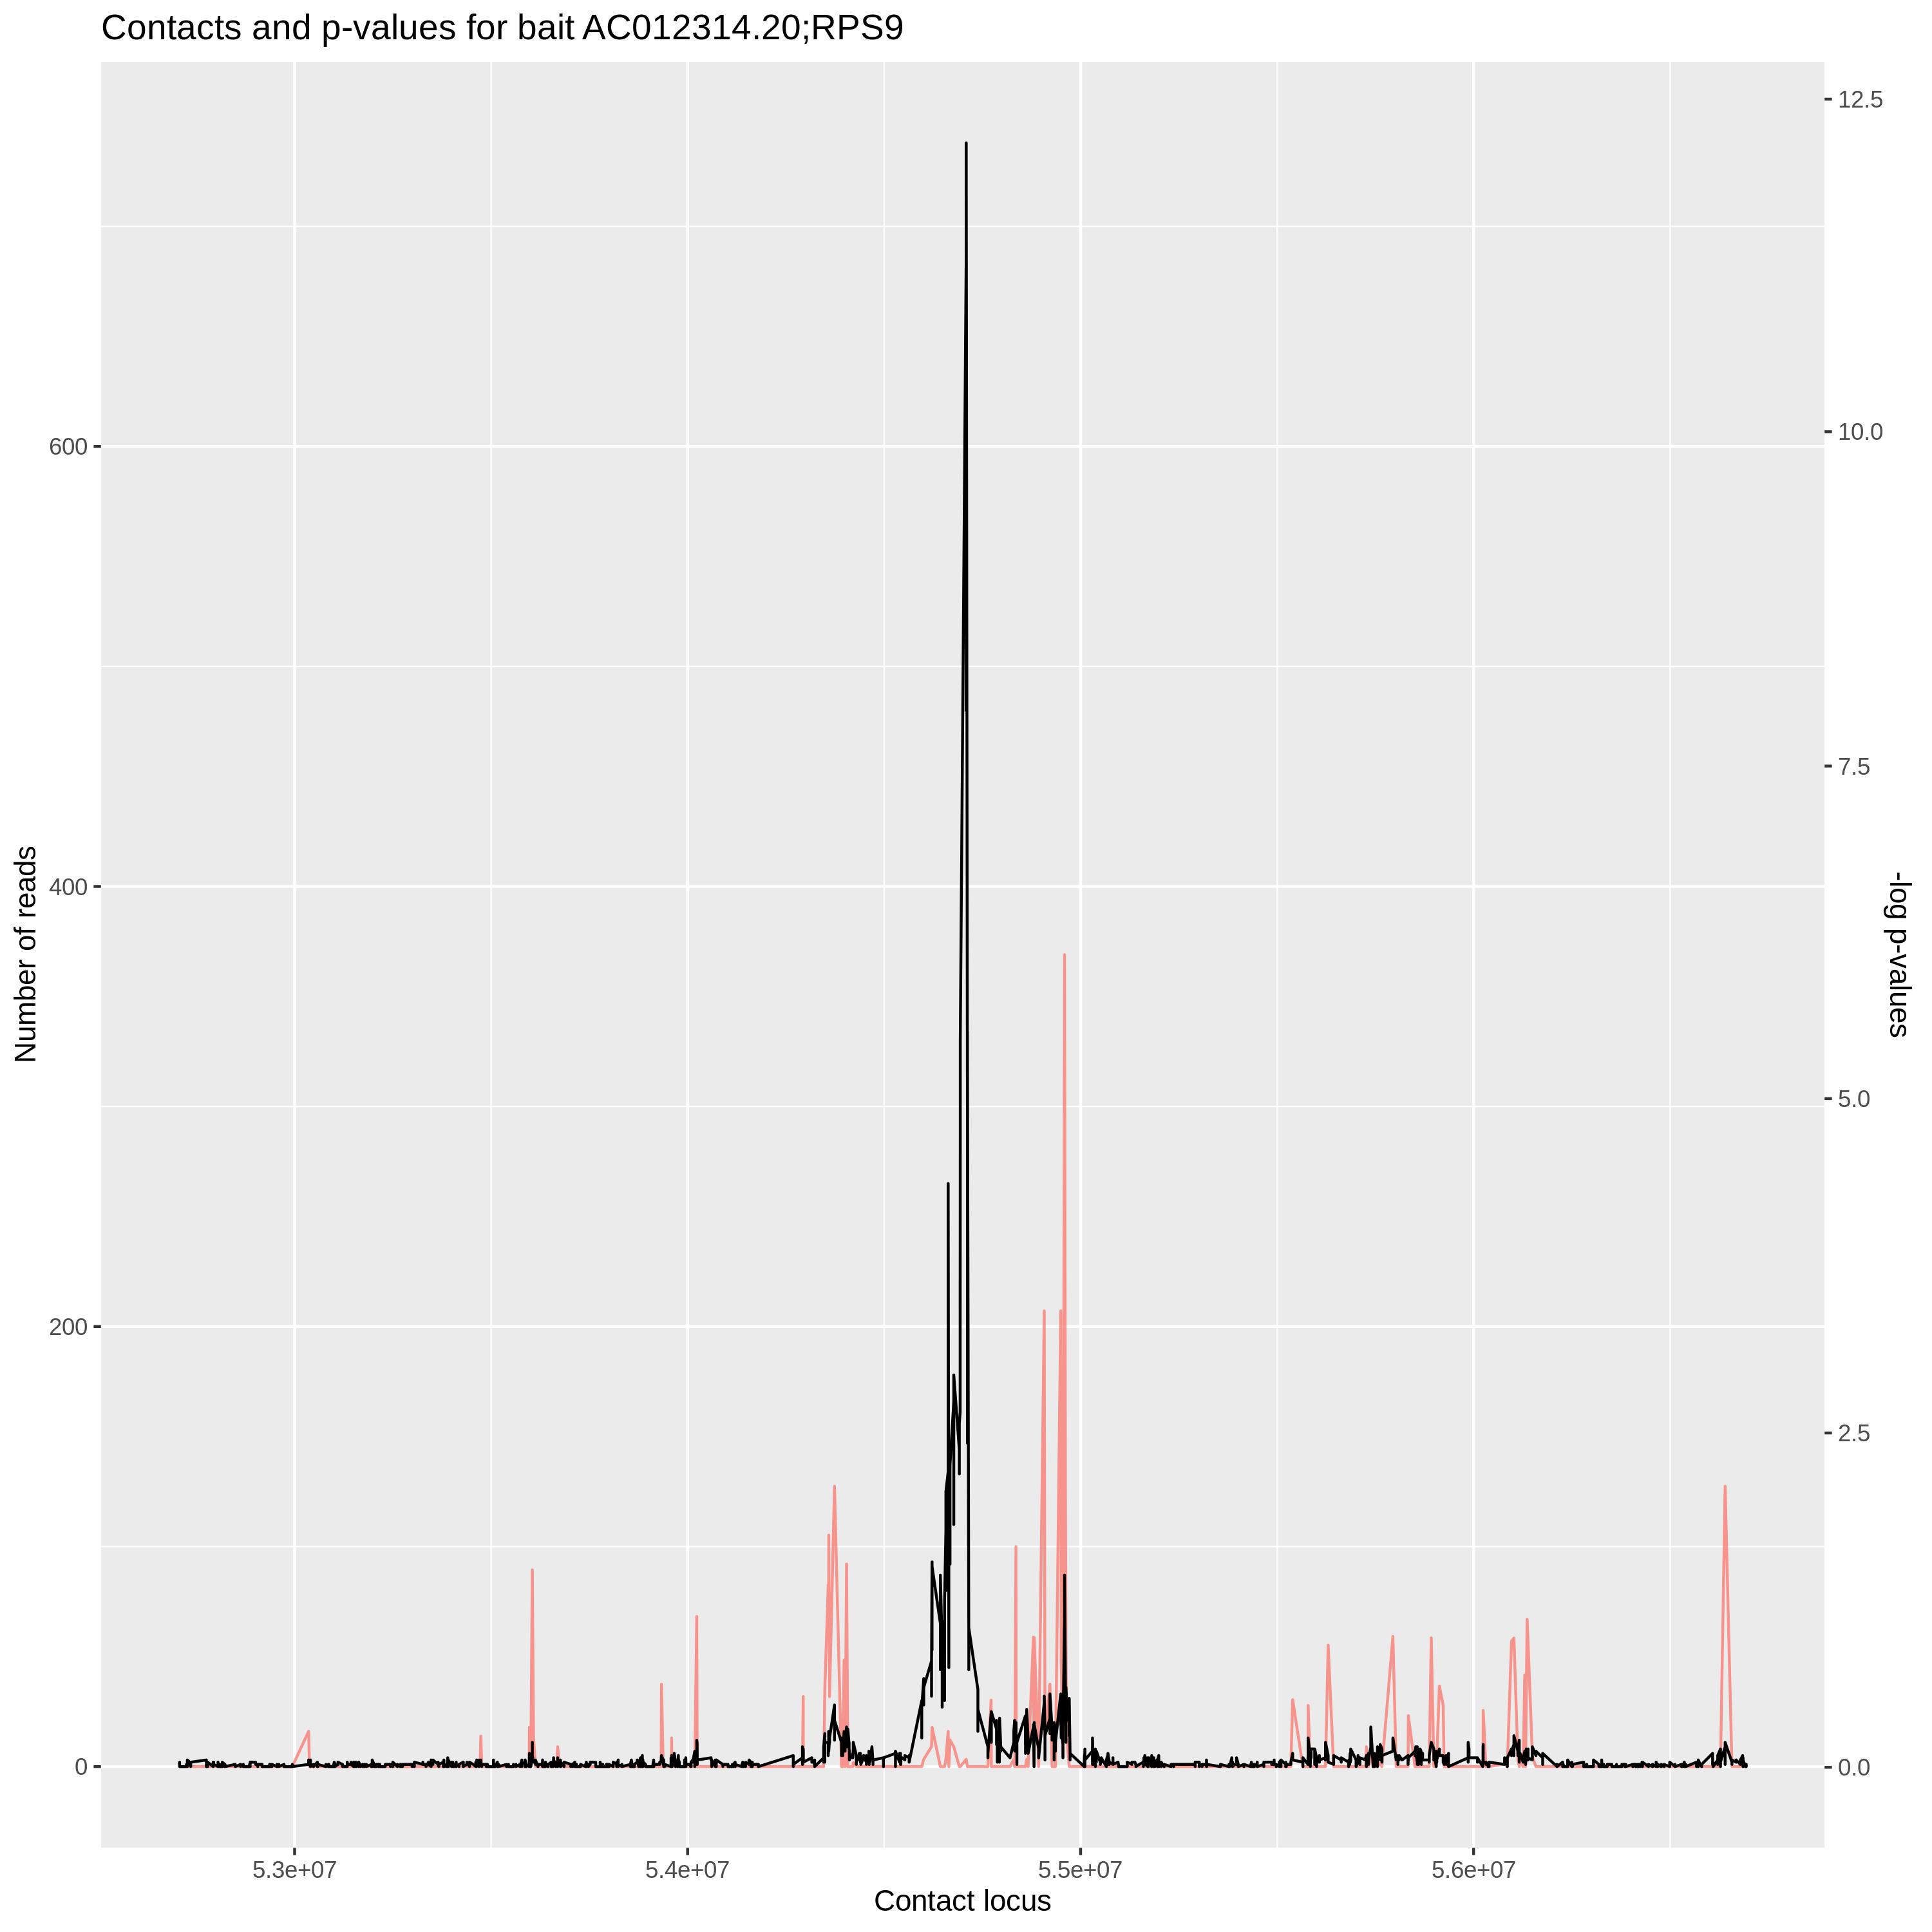 Contacts and p-values for bait AC012314.20;RPS9
Number of reads
600
400
200
0
12.5
10.0
7.5
5.0
2.5
0.0
-log p-values
5.3e+07
5.4e+07
5.5e+07
5.6e+07
Contact locus